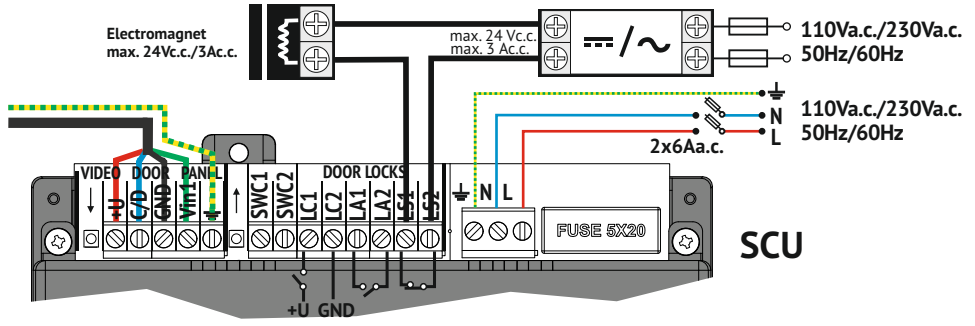 Electromagnet
max. 24Vc.c./3Ac.c.
max. 24 Vc.c.
max. 3 Ac.c.
110Va.c./230Va.c.
50Hz/60Hz
N
L
110Va.c./230Va.c.
50Hz/60Hz
2x6Aa.c.
VIDEO DOOR PANEL
+U
C/D
GND
Vin1
DOOR LOCKS
SWC1
SWC2
LC1
LC2
LA1
LA2
LS1
LS2
N L
FUSE 5X20
SCU
+U GND